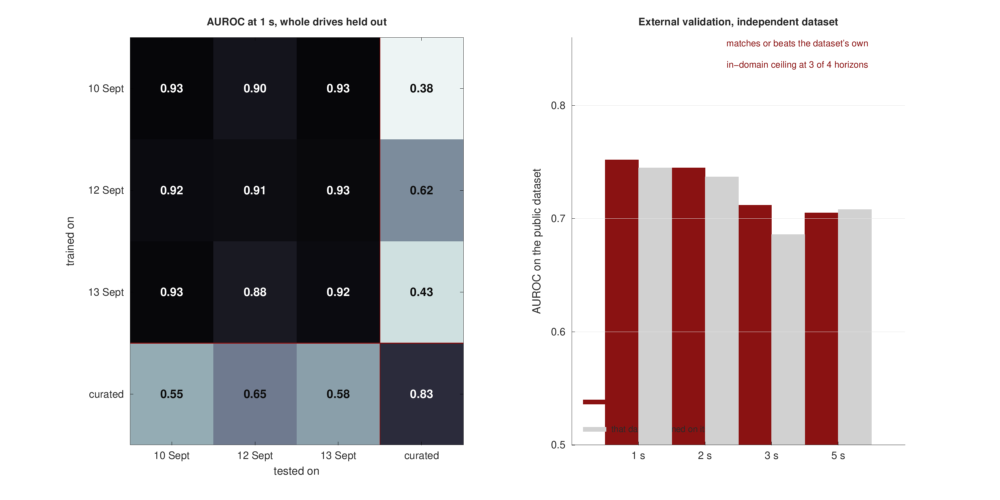 AUROC at 1 s, whole drives held out
10 Sept 0.93 0.90 0.93 0.38
12 Sept 0.92 0.91 0.93 0.62
13 Sept 0.93 0.88 0.92 0.43
curated 0.55 0.65 0.58 0.83
10 Sept 12 Sept 13 Sept curated
trained on
tested on
External validation, independent dataset
matches or beats the dataset’s own
in–domain ceiling at 3 of 4 horizons
AUROC on the public dataset
0.8
0.7
0.6
0.5
that on it
1 s 2 s 3 s 5 s